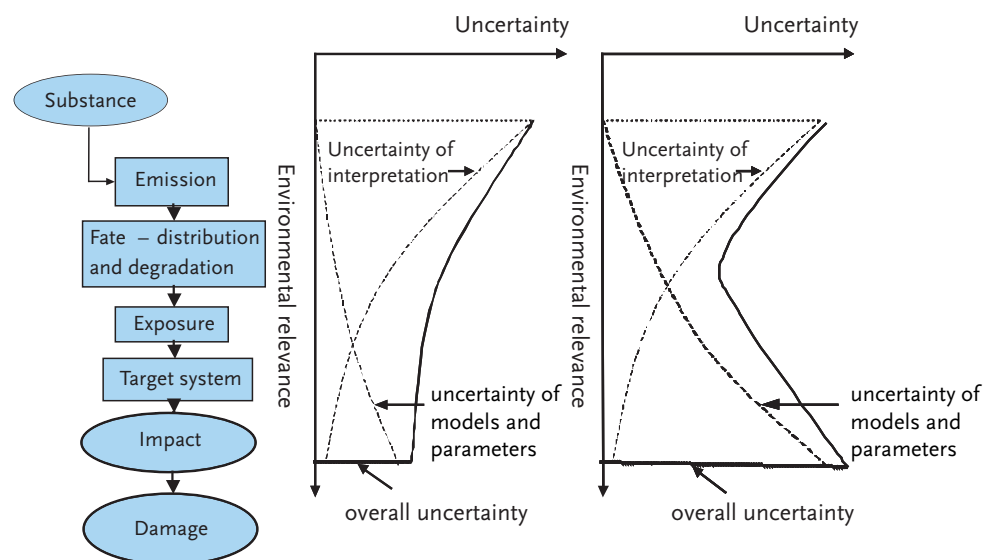 Substance
Emission
Fate – distribution
and degradation
Exposure
Target system
Impact
Damage
Uncertainty
Environmental relevance
Uncertainty of
interpretation
uncertainty of
models and
parameters
overall uncertainty
Uncertainty
Environmental relevance
Uncertainty of
interpretation
uncertainty of
models and
parameters
overall uncertainty